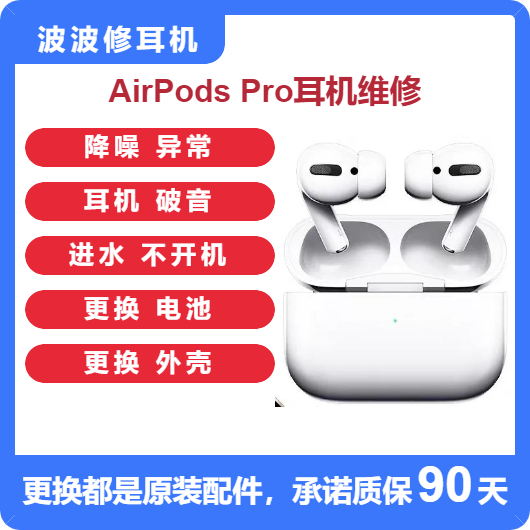 波波修耳机
AirPods Pro耳机维修
降噪 异常
耳机 破音
进水 不开机
更换 电池
更换 外壳
更换都是原装配件，承诺质保90天